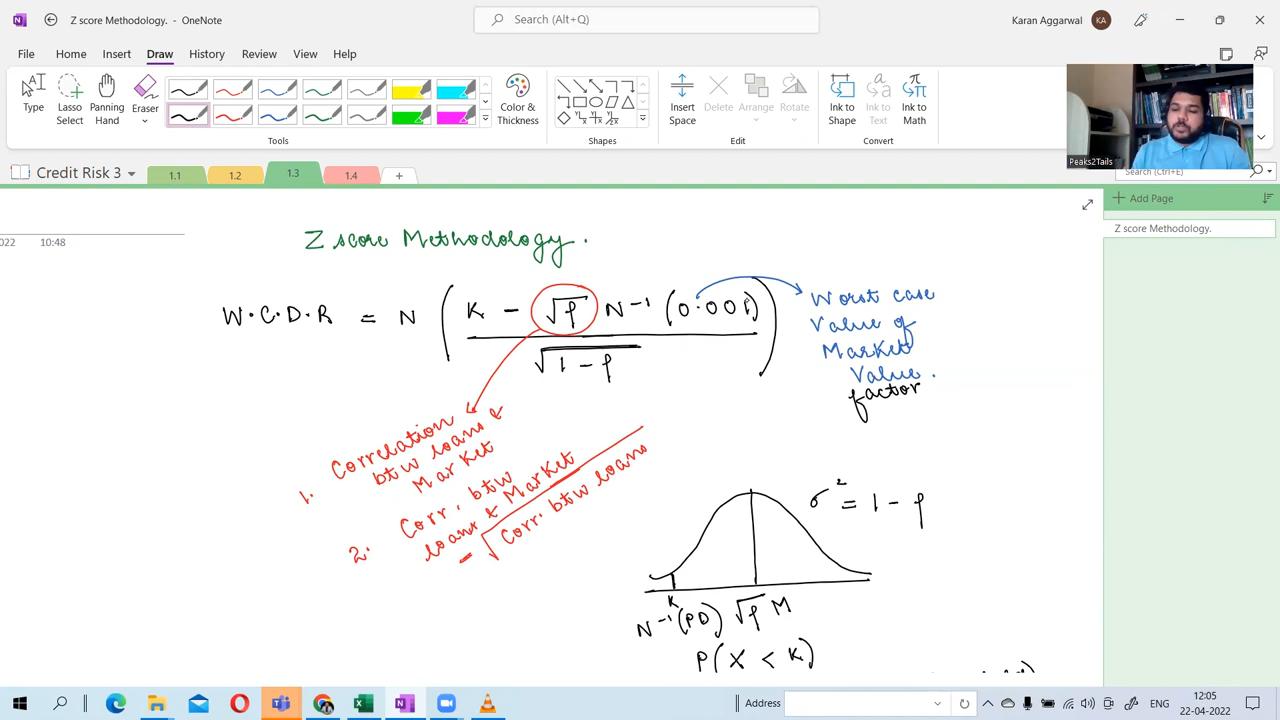 Z score Methodology. - OneNote
Search (Alt+Q)
Karan Aggarwal
KA
File Home Insert Draw History Review View Help
Type
Lasso Select
Panning Hand
Eraser
Color & Thickness
Insert Space
Delete
Arrange
Rotate
Ink to Shape
Ink to Text
Ink to Math
Tools
Shapes
Edit
Convert
Peaks2Tails
Credit Risk 3
1.1
1.2
1.3
1.4
Search (Ctrl+E)
Add Page
Z score Methodology.
2022 10:48
Z score Methodology.
W.C.D.R = N ( K - √ρ N⁻¹ (0.001) / √1-ρ )
Worst case
Value of
Market
Value.
factor
1. Correlation
btw loans &
Market
2. Corr. btw
loans & Market
= √Corr. btw loans
σ² = 1 - ρ
K
N⁻¹(PD) √ρ M
P(X < K)
Address
ENG
12:05
22-04-2022